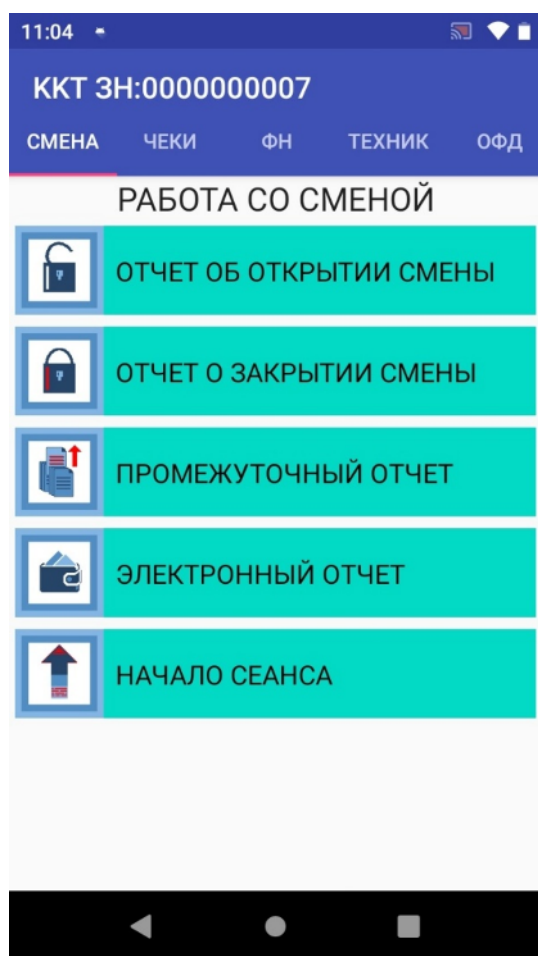 11:04
ККТ ЗН:0000000007
СМЕНА ЧЕКИ ФН ТЕХНИК ОФД
РАБОТА СО СМЕНОЙ
ОТЧЕТ ОБ ОТКРЫТИИ СМЕНЫ
ОТЧЕТ О ЗАКРЫТИИ СМЕНЫ
ПРОМЕЖУТОЧНЫЙ ОТЧЕТ
ЭЛЕКТРОННЫЙ ОТЧЕТ
НАЧАЛО СЕАНСА